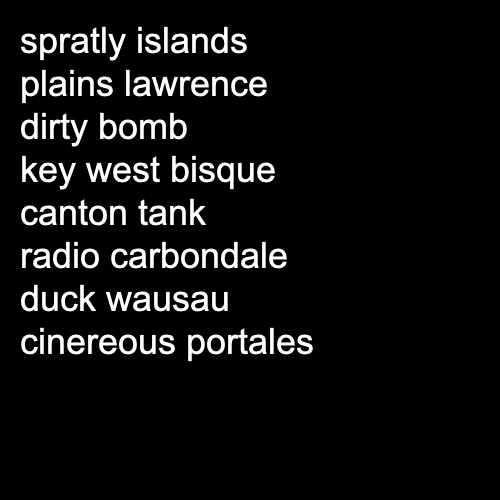 spratly islands
plains lawrence
dirty bomb
key west bisque
canton tank
radio carbondale
duck wausau
cinereous portales